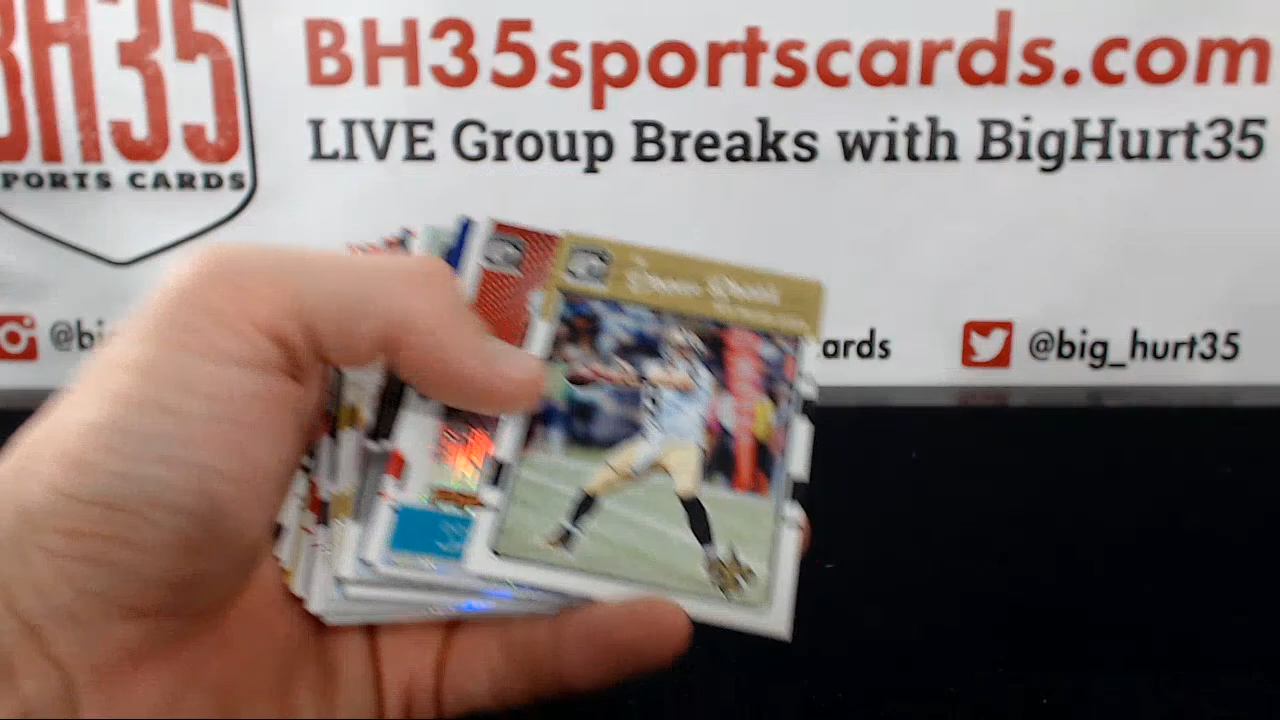 BH35
SPORTS CARDS
BH35sportscards.com
LIVE Group Breaks with BigHurt35
@bi
ards
@big_hurt35